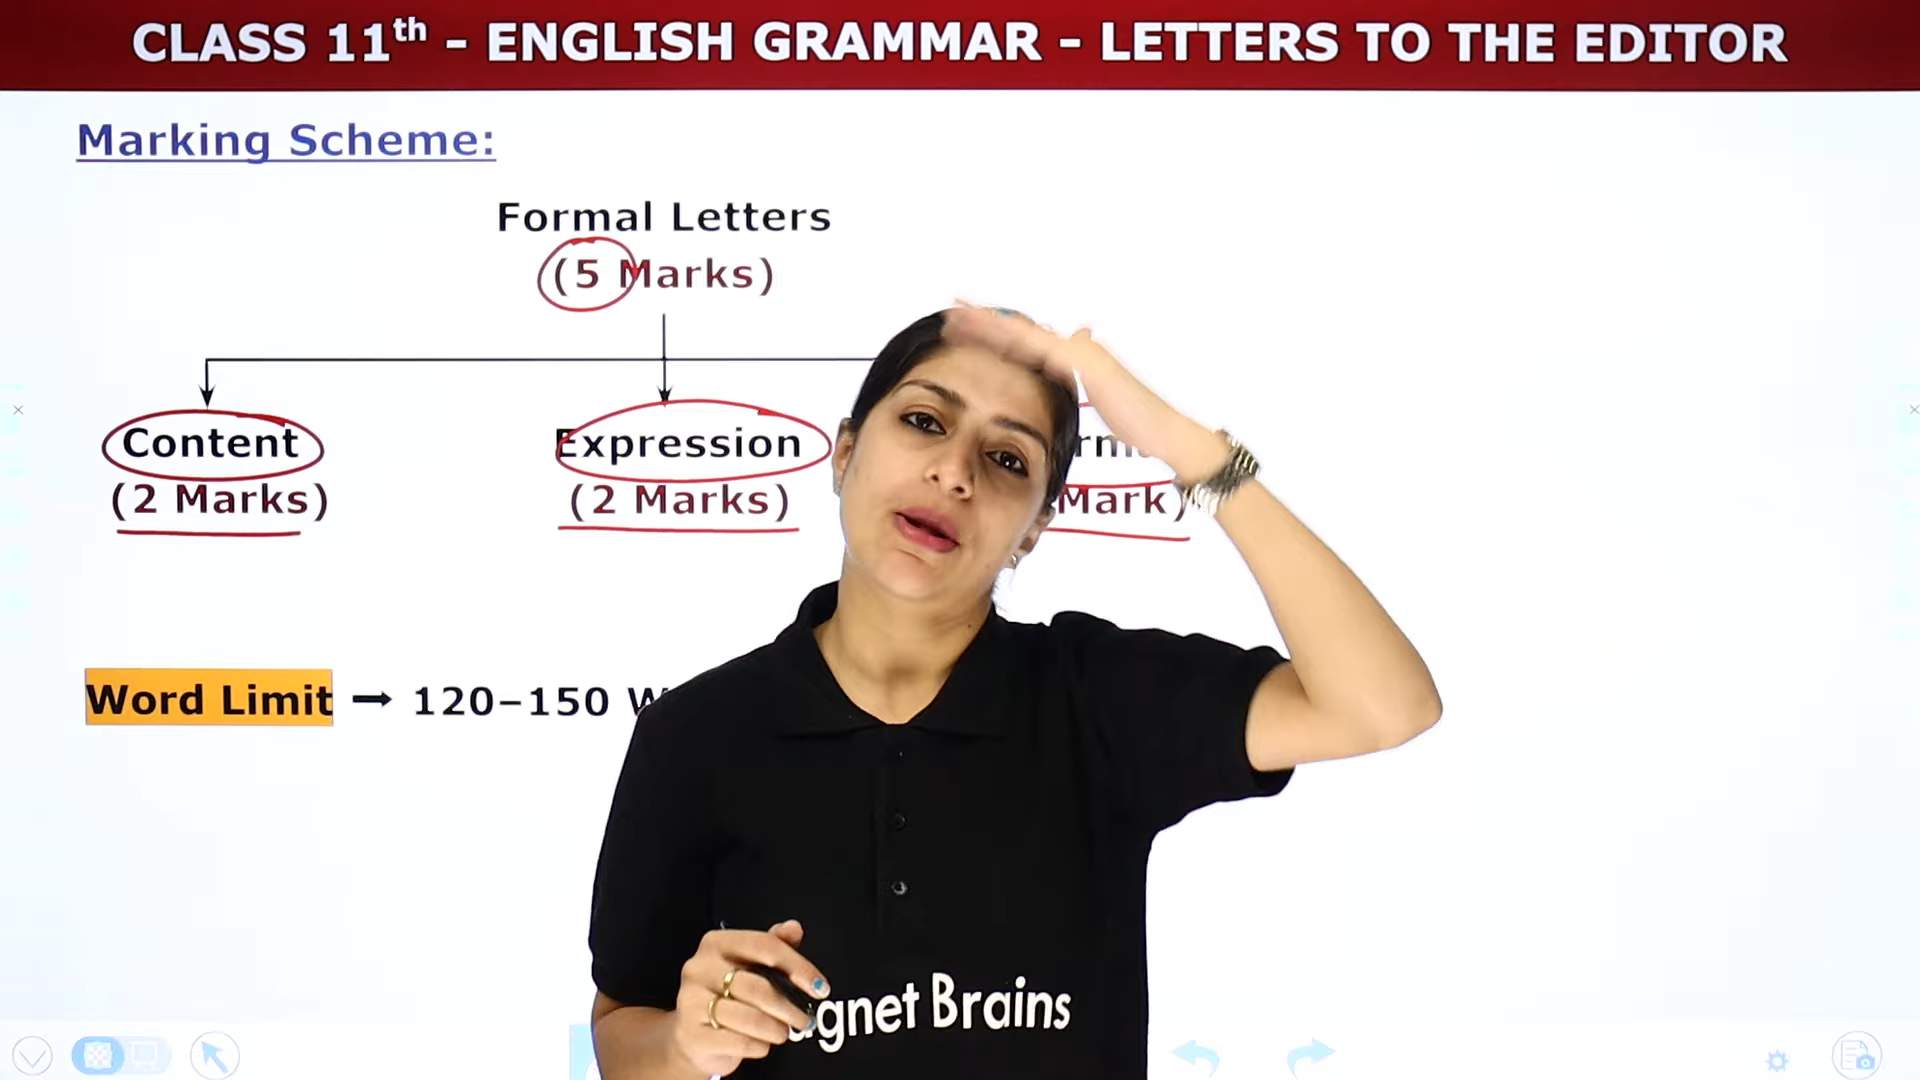 CLASS 11th - ENGLISH GRAMMAR - LETTERS TO THE EDITOR
Marking Scheme:
Formal Letters
(5 Marks)
Content
Expression
(2 Marks)
(2 Marks)
Mark)
Word Limit → 120–150
Brains